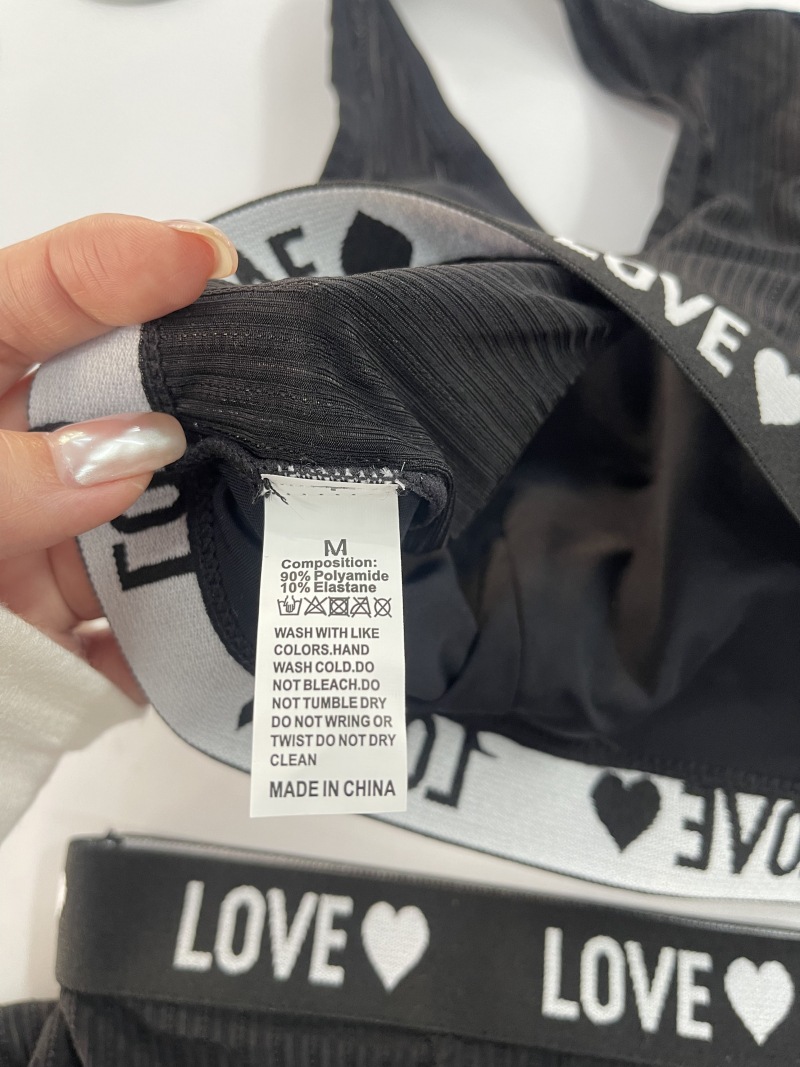 LOVE
M
Composition:
90% Polyamide
10% Elastane
WASH WITH LIKE
COLORS.HAND
WASH COLD.DO
NOT BLEACH.DO
NOT TUMBLE DRY
DO NOT WRING OR
TWIST DO NOT DRY
CLEAN
MADE IN CHINA
LOVE
LOVE LOVE